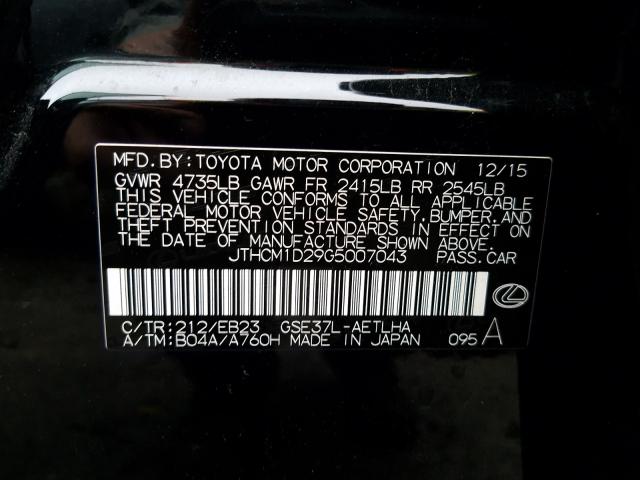 MFD.BY:TOYOTA MOTOR CORPORATION 12/15
GVWR 4735LB GAWR FR 2415LB RR 2545LB
THIS VEHICLE CONFORMS TO ALL APPLICABLE
FEDERAL MOTOR VEHICLE SAFETY,BUMPER,AND
THEFT PREVENTION STANDARDS IN EFFECT ON
THE DATE OF MANUFACTURE SHOWN ABOVE.
JTHCM1D29G5007043 PASS.CAR
C/TR:212/EB23 GSE37L-AETLHA
A/TM:B04A/A760H MADE IN JAPAN 095 A